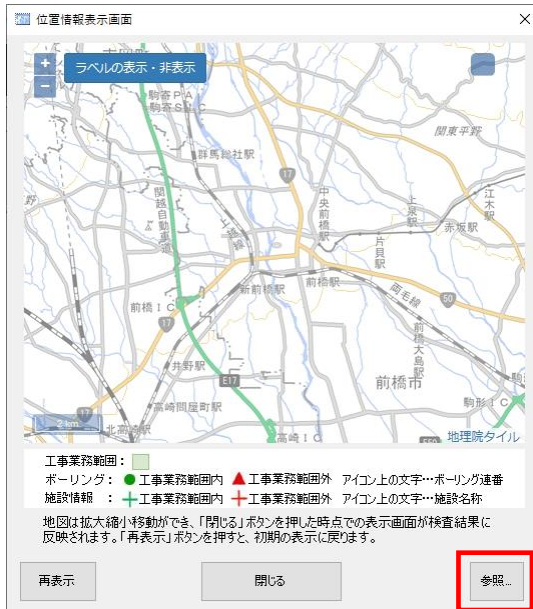 位置情報表示画面
×
+
-
ラベルの表示・非表示
駒寄PA
駒寄SIC
関東平野
群馬総社駅
17
関越自動車道
上越線
中央前橋駅
上泉駅
江木駅
赤坂駅
片貝駅
新前橋駅
前橋駅
両毛線
50
前橋IC
17
前橋大島駅
井野駅
前橋市
E17
駒形IC
高崎問屋町駅
17
2 km
北高崎駅
高崎IC
地理院タイル
工事業務範囲：
ボーリング：●工事業務範囲内 ▲工事業務範囲外 アイコン上の文字…ボーリング連番
施設情報 ：＋工事業務範囲内 ＋工事業務範囲外 アイコン上の文字…施設名称
地図は拡大縮小移動ができ、「閉じる」ボタンを押した時点での表示画面が検査結果に
反映されます。「再表示」ボタンを押すと、初期の表示に戻ります。
再表示
閉じる
参照...